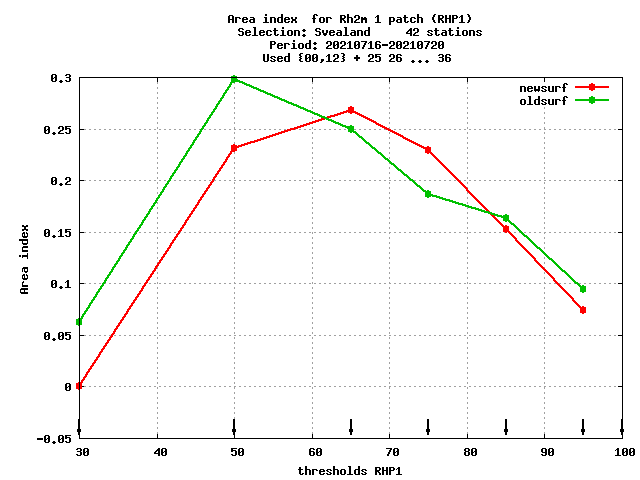 Area index  for Rh2m 1 patch (RHP1)
Selection: Svealand     42 stations
Period: 20210716-20210720
Used {00,12} + 25 26 ... 36
newsurf
oldsurf
0.3
0.25
0.2
0.15
0.1
0.05
0
-0.05
Area index
30 40 50 60 70 80 90 100
thresholds RHP1